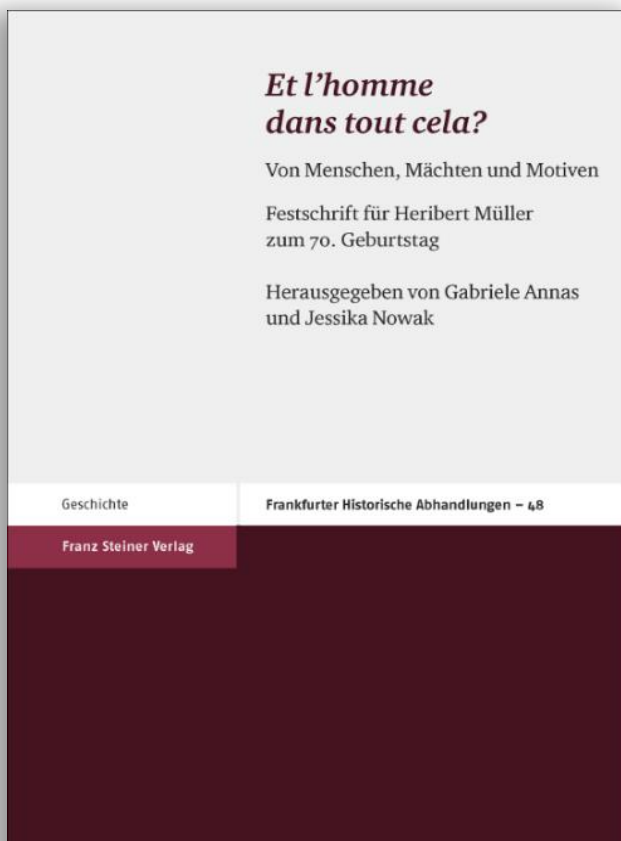 Et l’homme
dans tout cela?
Von Menschen, Mächten und Motiven
Festschrift für Heribert Müller
zum 70. Geburtstag
Herausgegeben von Gabriele Annas
und Jessika Nowak
Geschichte
Frankfurter Historische Abhandlungen – 48
Franz Steiner Verlag